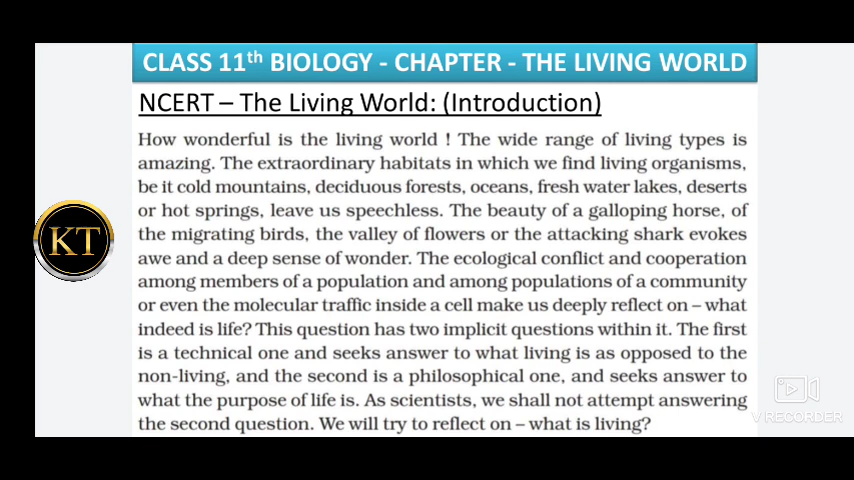 CLASS 11th BIOLOGY - CHAPTER - THE LIVING WORLD
NCERT – The Living World: (Introduction)
How wonderful is the living world ! The wide range of living types is
amazing. The extraordinary habitats in which we find living organisms,
be it cold mountains, deciduous forests, oceans, fresh water lakes, deserts
or hot springs, leave us speechless. The beauty of a galloping horse, of
the migrating birds, the valley of flowers or the attacking shark evokes
awe and a deep sense of wonder. The ecological conflict and cooperation
among members of a population and among populations of a community
or even the molecular traffic inside a cell make us deeply reflect on – what
indeed is life? This question has two implicit questions within it. The first
is a technical one and seeks answer to what living is as opposed to the
non-living, and the second is a philosophical one, and seeks answer to
what the purpose of life is. As scientists, we shall not attempt answering
the second question. We will try to reflect on – what is living?
KT
V RECORDER